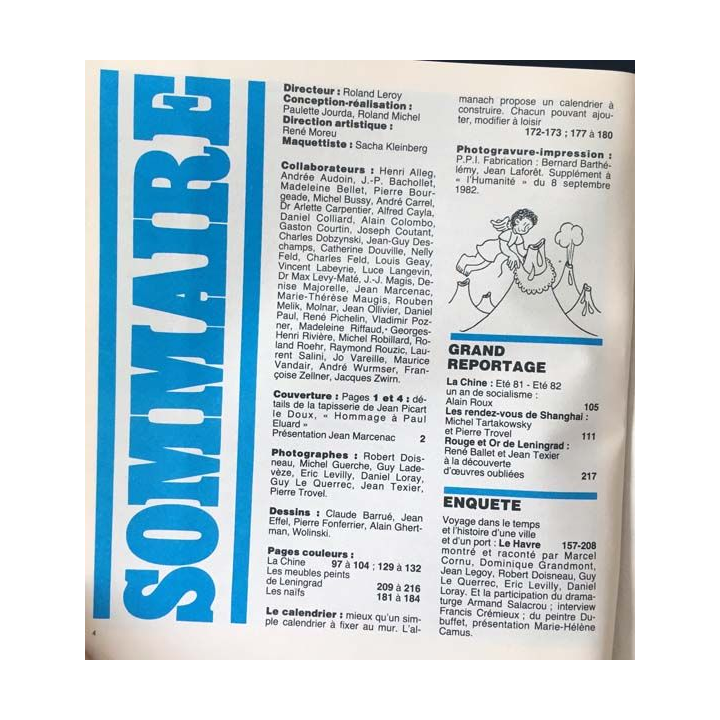 SOMMAIRE
Directeur : Roland Leroy
Conception-réalisation :
Paulette Jourda, Roland Michel
Direction artistique :
René Moreu
Maquettiste : Sacha Kleinberg
Collaborateurs : Henri Alleg,
Andrée Audoin, J.-P. Bachollet,
Madeleine Bellet, Pierre Bour-
geade, Michel Bussy, André Carrel,
Dr Arlette Carpentier, Alfred Cayla,
Daniel Colliard, Alain Colombo,
Gaston Courtin, Joseph Coutant,
Charles Dobzynski, Jean-Guy Des-
champs, Catherine Douville, Nelly
Feld, Charles Feld, Louis Geay,
Vincent Labeyrie, Luce Langevin,
Dr Max Levy-Maté, J.-J. Magis, De-
nise Majorelle, Jean Marcenac,
Marie-Thérèse Maugis, Rouben
Melik, Molnar, Jean Ollivier, Daniel
Paul, René Pichelin, Vladimir Poz-
ner, Madeleine Riffaud, Georges-
Henri Rivière, Michel Robillard, Ro-
land Roehr, Raymond Rouzic, Lau-
rent Salini, Jo Vareille, Maurice
Vandair, André Wurmser, Fran-
çoise Zellner, Jacques Zwirn.
Couverture : Pages 1 et 4 : dé-
tails de la tapisserie de Jean Picart
le Doux, « Hommage à Paul
Eluard »
Présentation Jean Marcenac 2
Photographes : Robert Dois-
neau, Michel Guerche, Guy Lade-
vèze, Eric Levilly, Daniel Loray,
Guy Le Querrec, Jean Texier,
Pierre Trovel.
Dessins : Claude Barrué, Jean
Effel, Pierre Fonferrier, Alain Ghert-
man, Wolinski.
Pages couleurs :
La Chine 97 à 104 ; 129 à 132
Les meubles peints
de Leningrad 209 à 216
Les naïfs 181 à 184
Le calendrier : mieux qu'un sim-
ple calendrier à fixer au mur. L'al-
4
manach propose un calendrier à
construire. Chacun pouvant ajou-
ter, modifier à loisir
172-173 ; 177 à 180
Photogravure-impression :
P.P.I. Fabrication : Bernard Barthé-
lémy, Jean Laforêt. Supplément à
« l'Humanité » du 8 septembre
1982.
GRAND
REPORTAGE
La Chine : Eté 81 - Eté 82
un an de socialisme :
Alain Roux 105
Les rendez-vous de Shanghai :
Michel Tartakowsky
et Pierre Trovel 111
Rouge et Or de Leningrad :
René Ballet et Jean Texier
à la découverte
d'œuvres oubliées 217
ENQUETE
Voyage dans le temps
et l'histoire d'une ville
et d'un port : Le Havre 157-208
montré et raconté par Marcel
Cornu, Dominique Grandmont,
Jean Legoy, Robert Doisneau, Guy
Le Querrec, Eric Levilly, Daniel
Loray. Et la participation du drama-
turge Armand Salacrou ; interview
Francis Crémieux ; du peintre Du-
buffet, présentation Marie-Hélène
Camus.